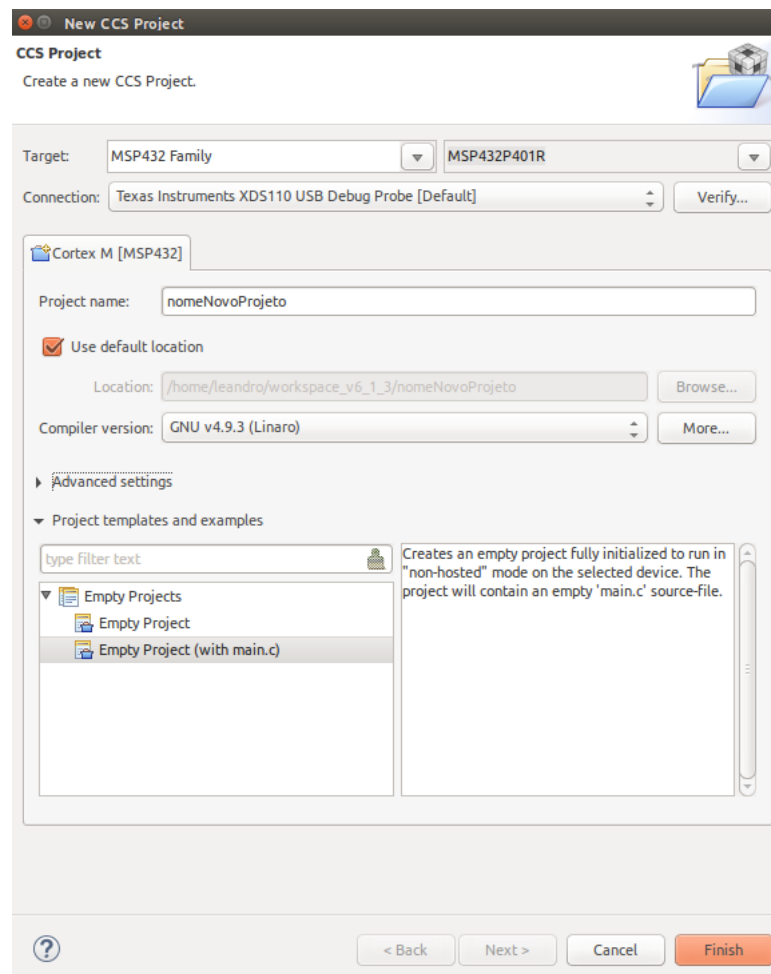 New CCS Project
CCS Project
Create a new CCS Project.
Target: MSP432 Family MSP432P401R
Connection: Texas Instruments XDS110 USB Debug Probe [Default] Verify...
Cortex M [MSP432]
Project name: nomeNovoProjeto
Use default location
Location: /home/leandro/workspace_v6_1_3/nomeNovoProjeto Browse...
Compiler version: GNU v4.9.3 (Linaro) More...
Advanced settings
Project templates and examples
type filter text
Empty Projects
Empty Project
Empty Project (with main.c)
Creates an empty project fully initialized to run in
"non-hosted" mode on the selected device. The
project will contain an empty 'main.c' source-file.
? < Back Next > Cancel Finish